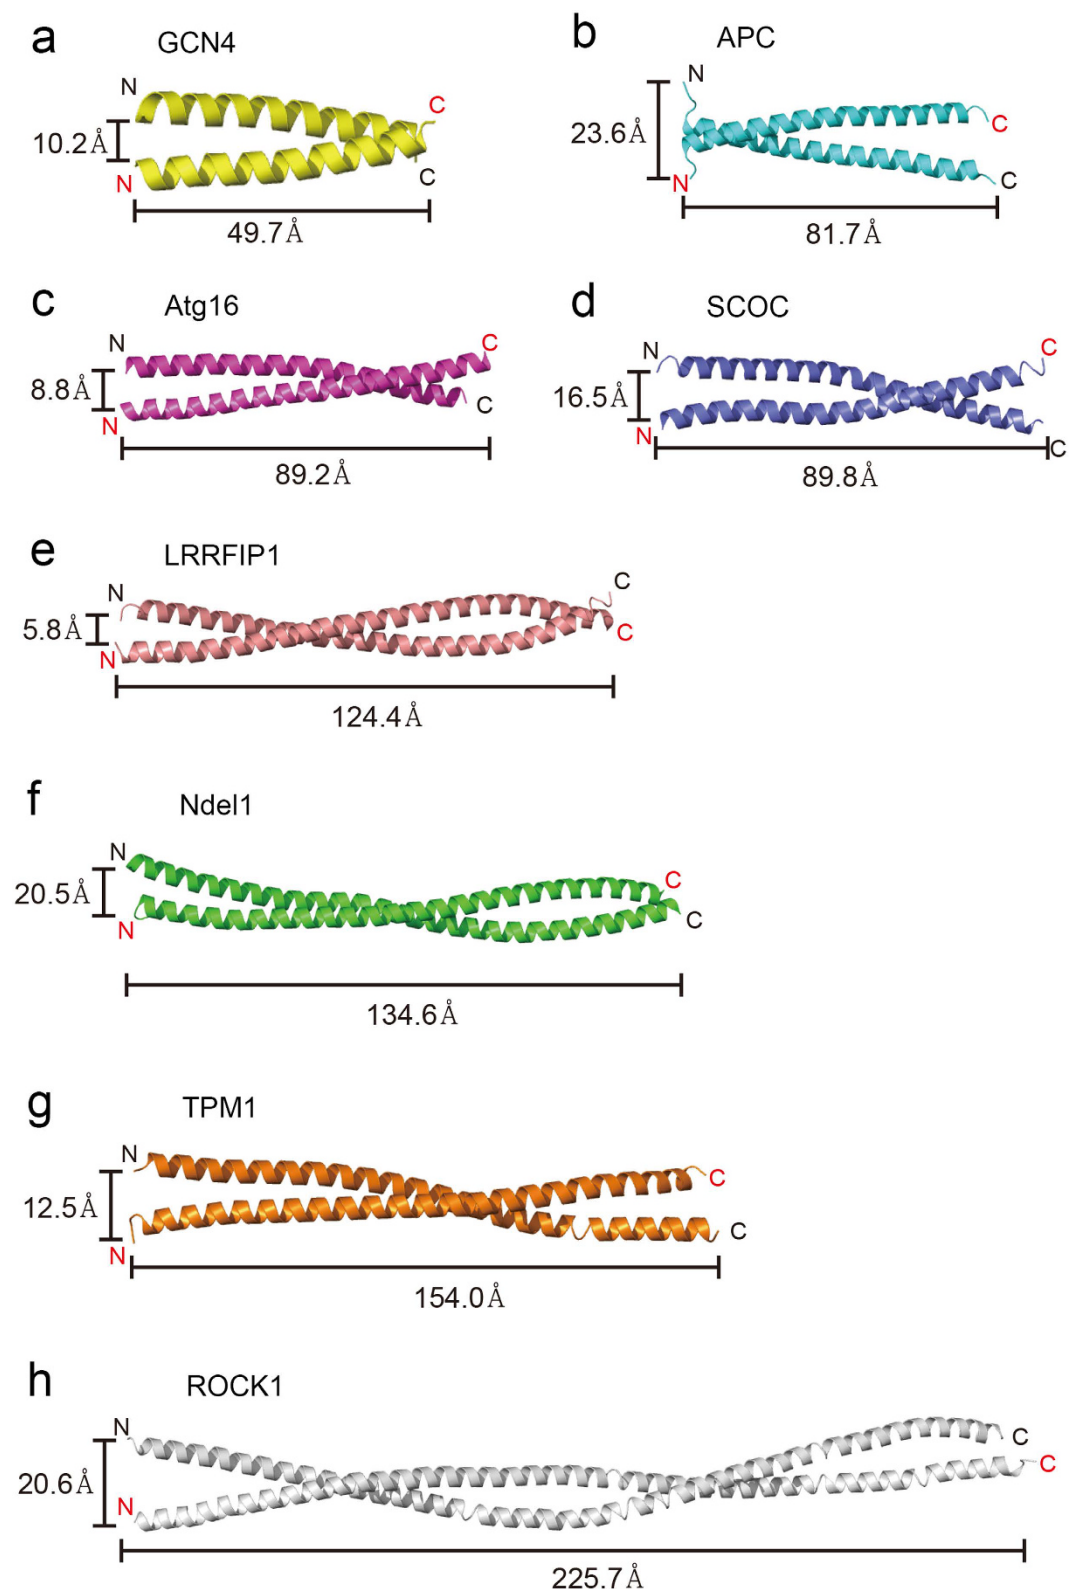 a GCN4
N
C
10.2Å
N
C
49.7Å
b APC
N
23.6Å
C
N
C
81.7Å
c Atg16
N
C
8.8Å
C
N
89.2Å
d SCOC
N
C
16.5Å
N
C
89.8Å
e LRRFIP1
N
C
5.8Å
C
N
124.4Å
f Ndel1
N
C
20.5Å
C
N
134.6Å
g TPM1
N
C
12.5Å
C
N
154.0Å
h ROCK1
N
C
C
20.6Å
N
225.7Å